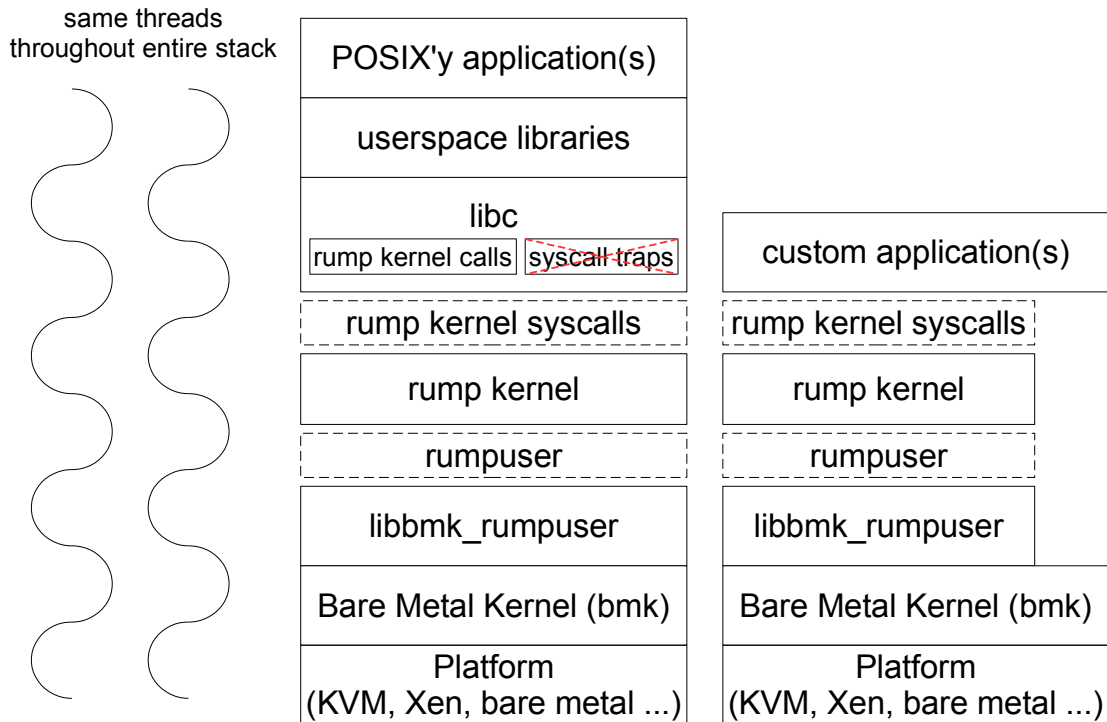 same threads
throughout entire stack
POSIX'y application(s)
userspace libraries
libc
rump kernel calls
syscall traps
rump kernel syscalls
rump kernel
rumpuser
libbmk_rumpuser
Bare Metal Kernel (bmk)
Platform
(KVM, Xen, bare metal ...)
custom application(s)
rump kernel syscalls
rump kernel
rumpuser
libbmk_rumpuser
Bare Metal Kernel (bmk)
Platform
(KVM, Xen, bare metal ...)